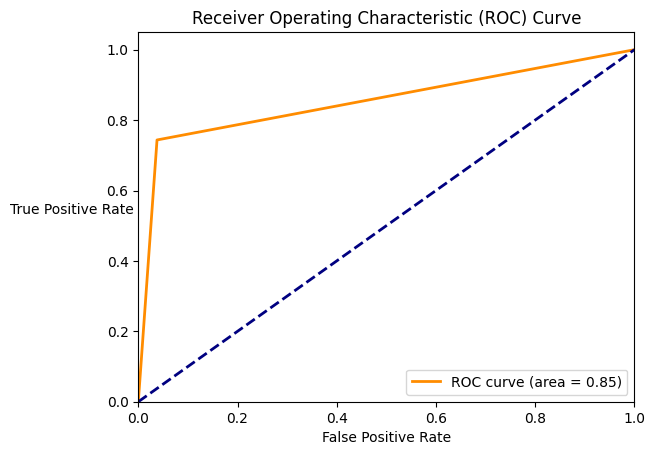 Receiver Operating Characteristic (ROC) Curve
1.0
0.8
0.6
True Positive Rate
0.4
0.2
0.0
ROC curve (area = 0.85)
0.0 0.2 0.4 0.6 0.8 1.0
False Positive Rate